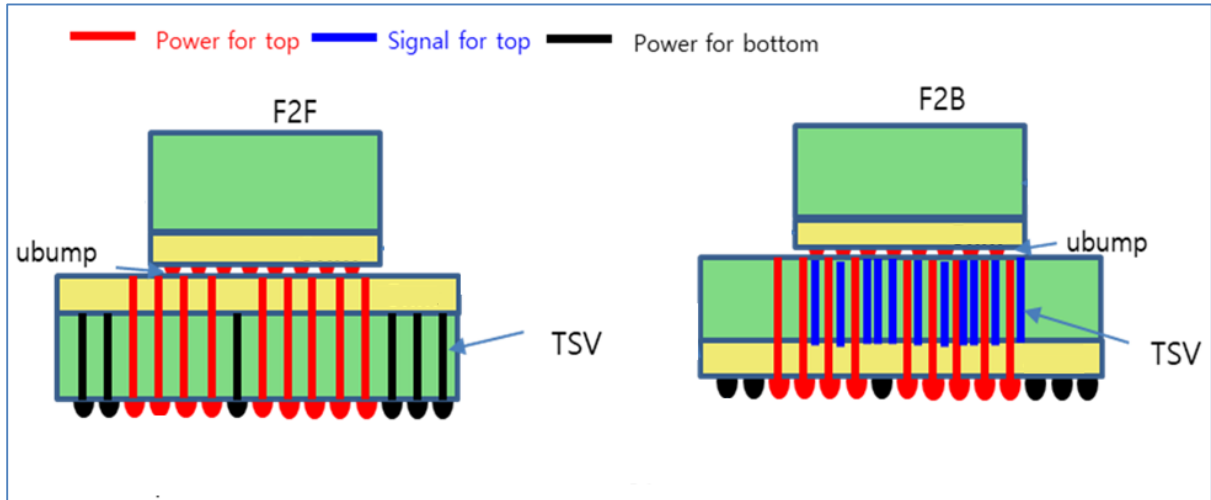 Power for top Signal for top Power for bottom
F2F
F2B
ubump
ubump
TSV
TSV